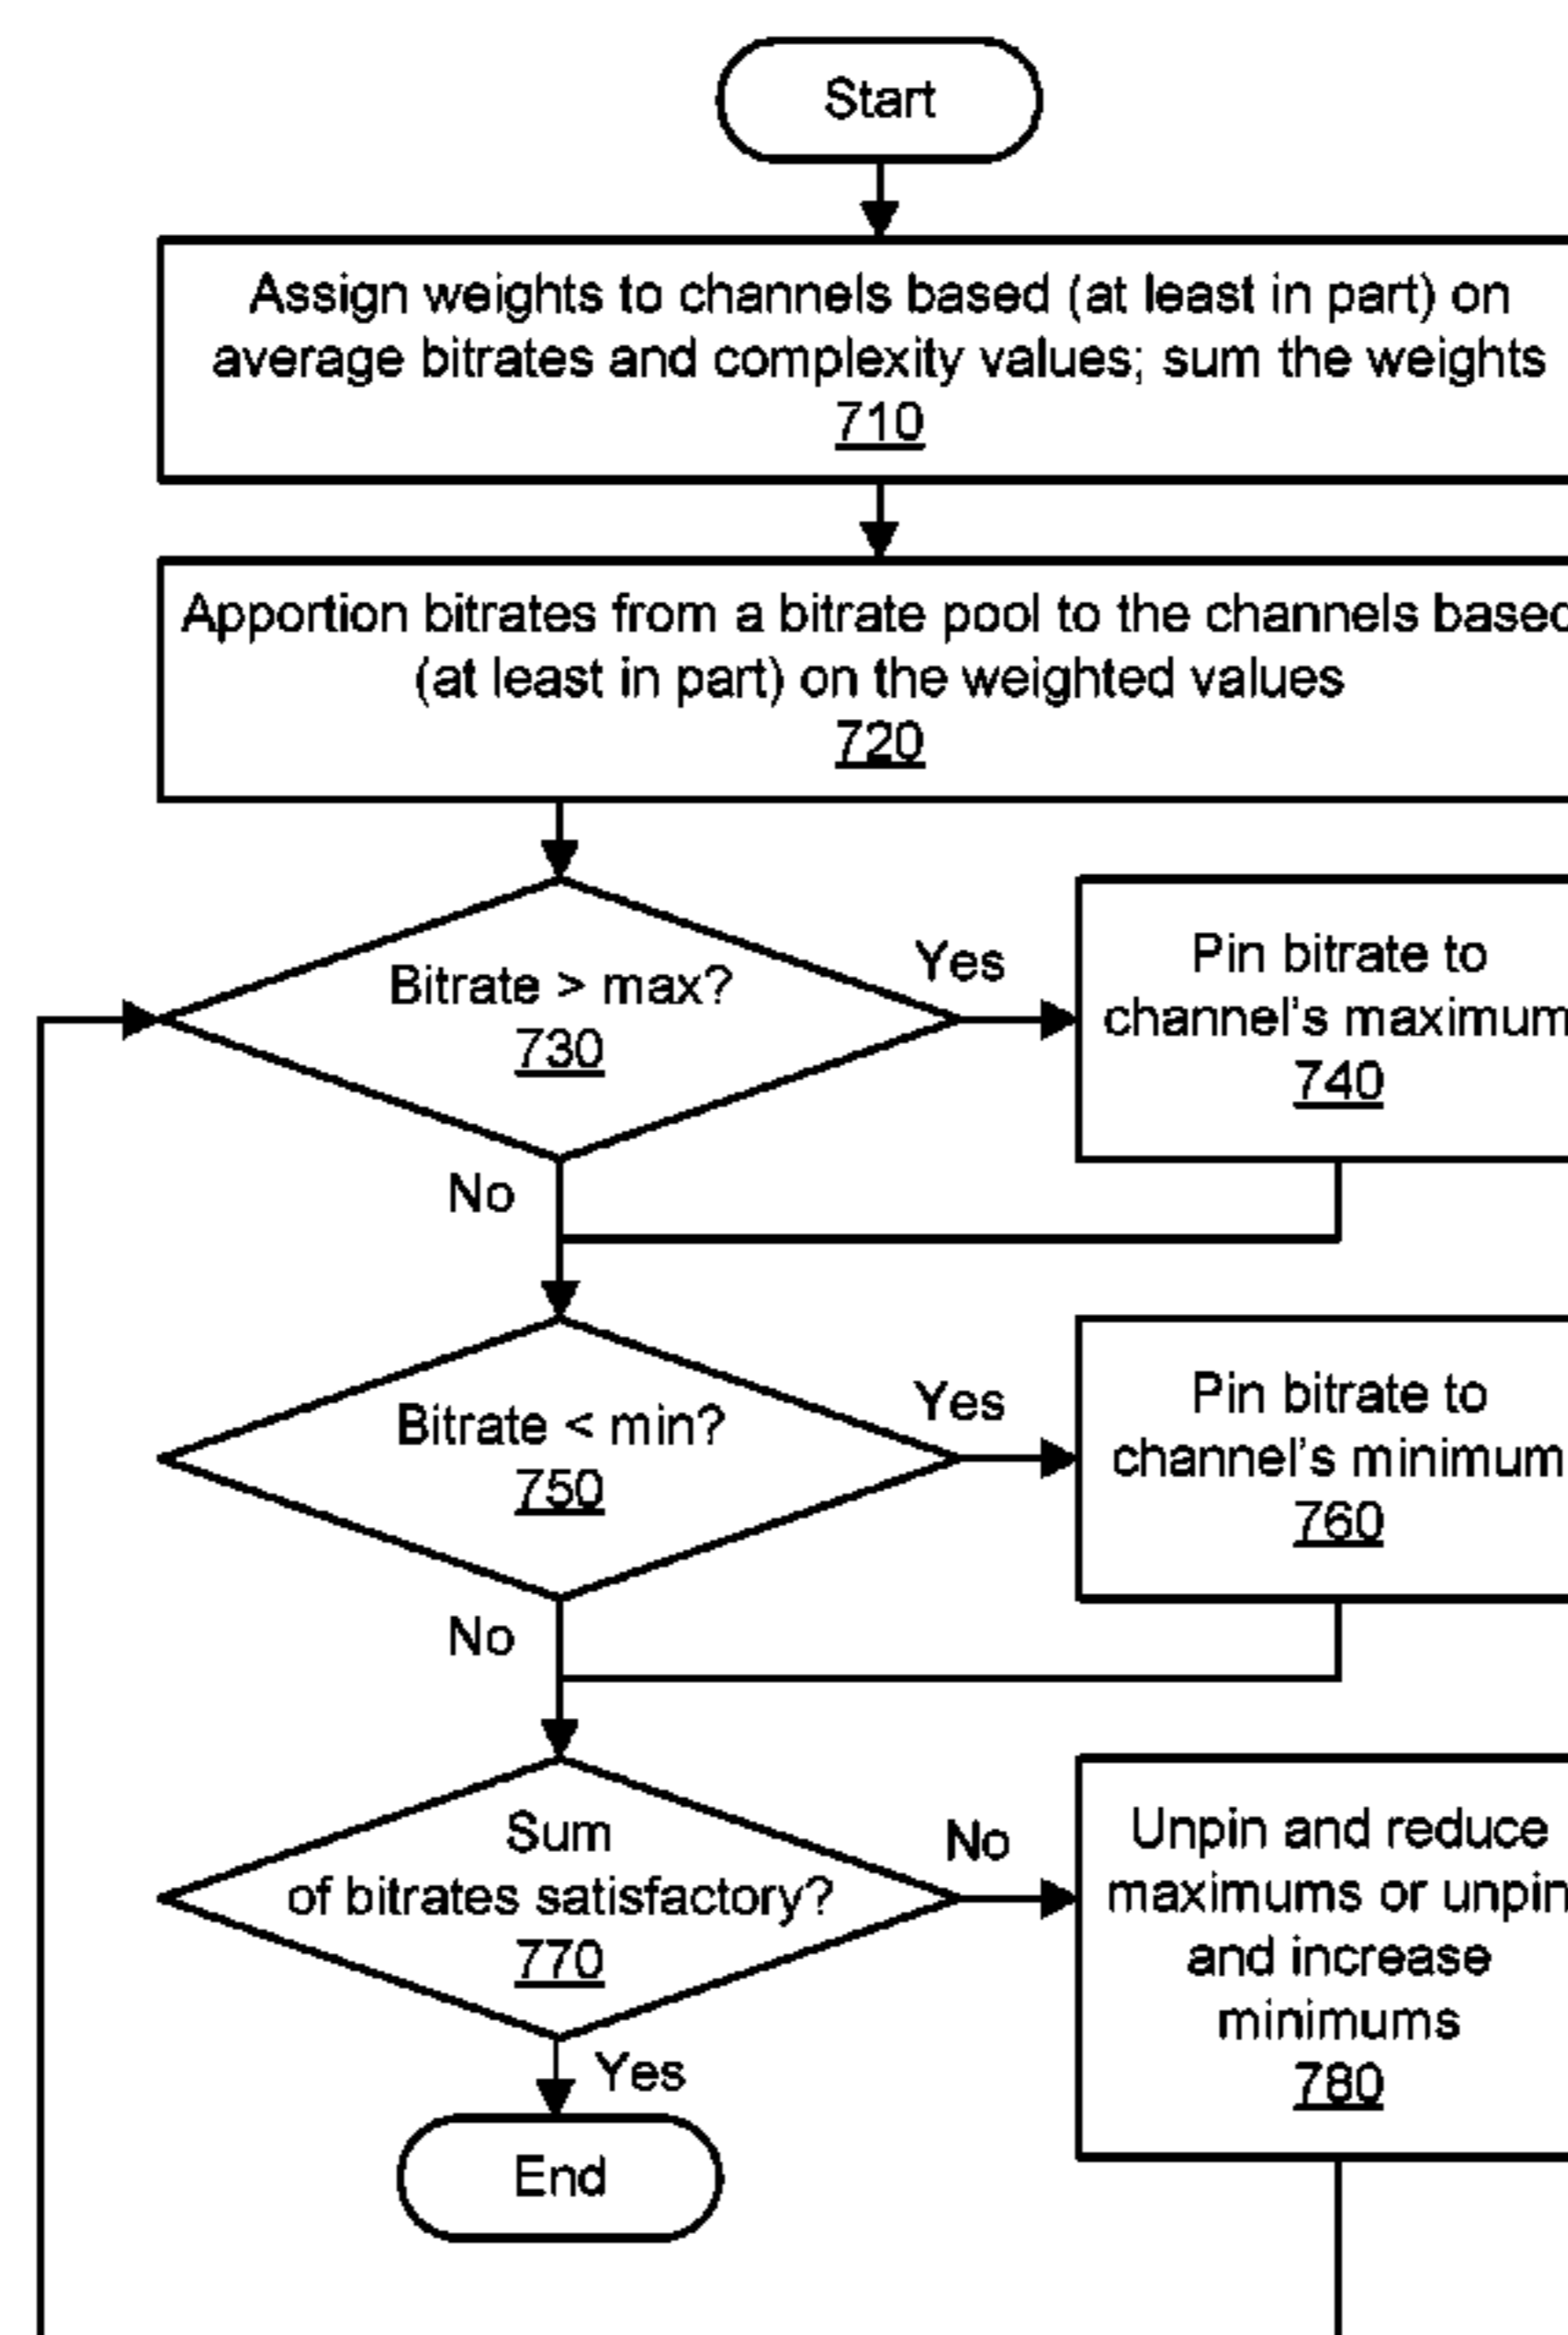 Start
Assign weights to channels based (at least in part) on
average bitrates and complexity values; sum the weights
710
Apportion bitrates from a bitrate pool to the channels based
(at least in part) on the weighted values
720
Bitrate > max?
730
Yes
Pin bitrate to
channel's maximum
740
No
Bitrate < min?
750
Yes
Pin bitrate to
channel's minimum
760
No
Sum
of bitrates satisfactory?
770
No
Unpin and reduce
maximums or unpin
and increase
minimums
780
Yes
End